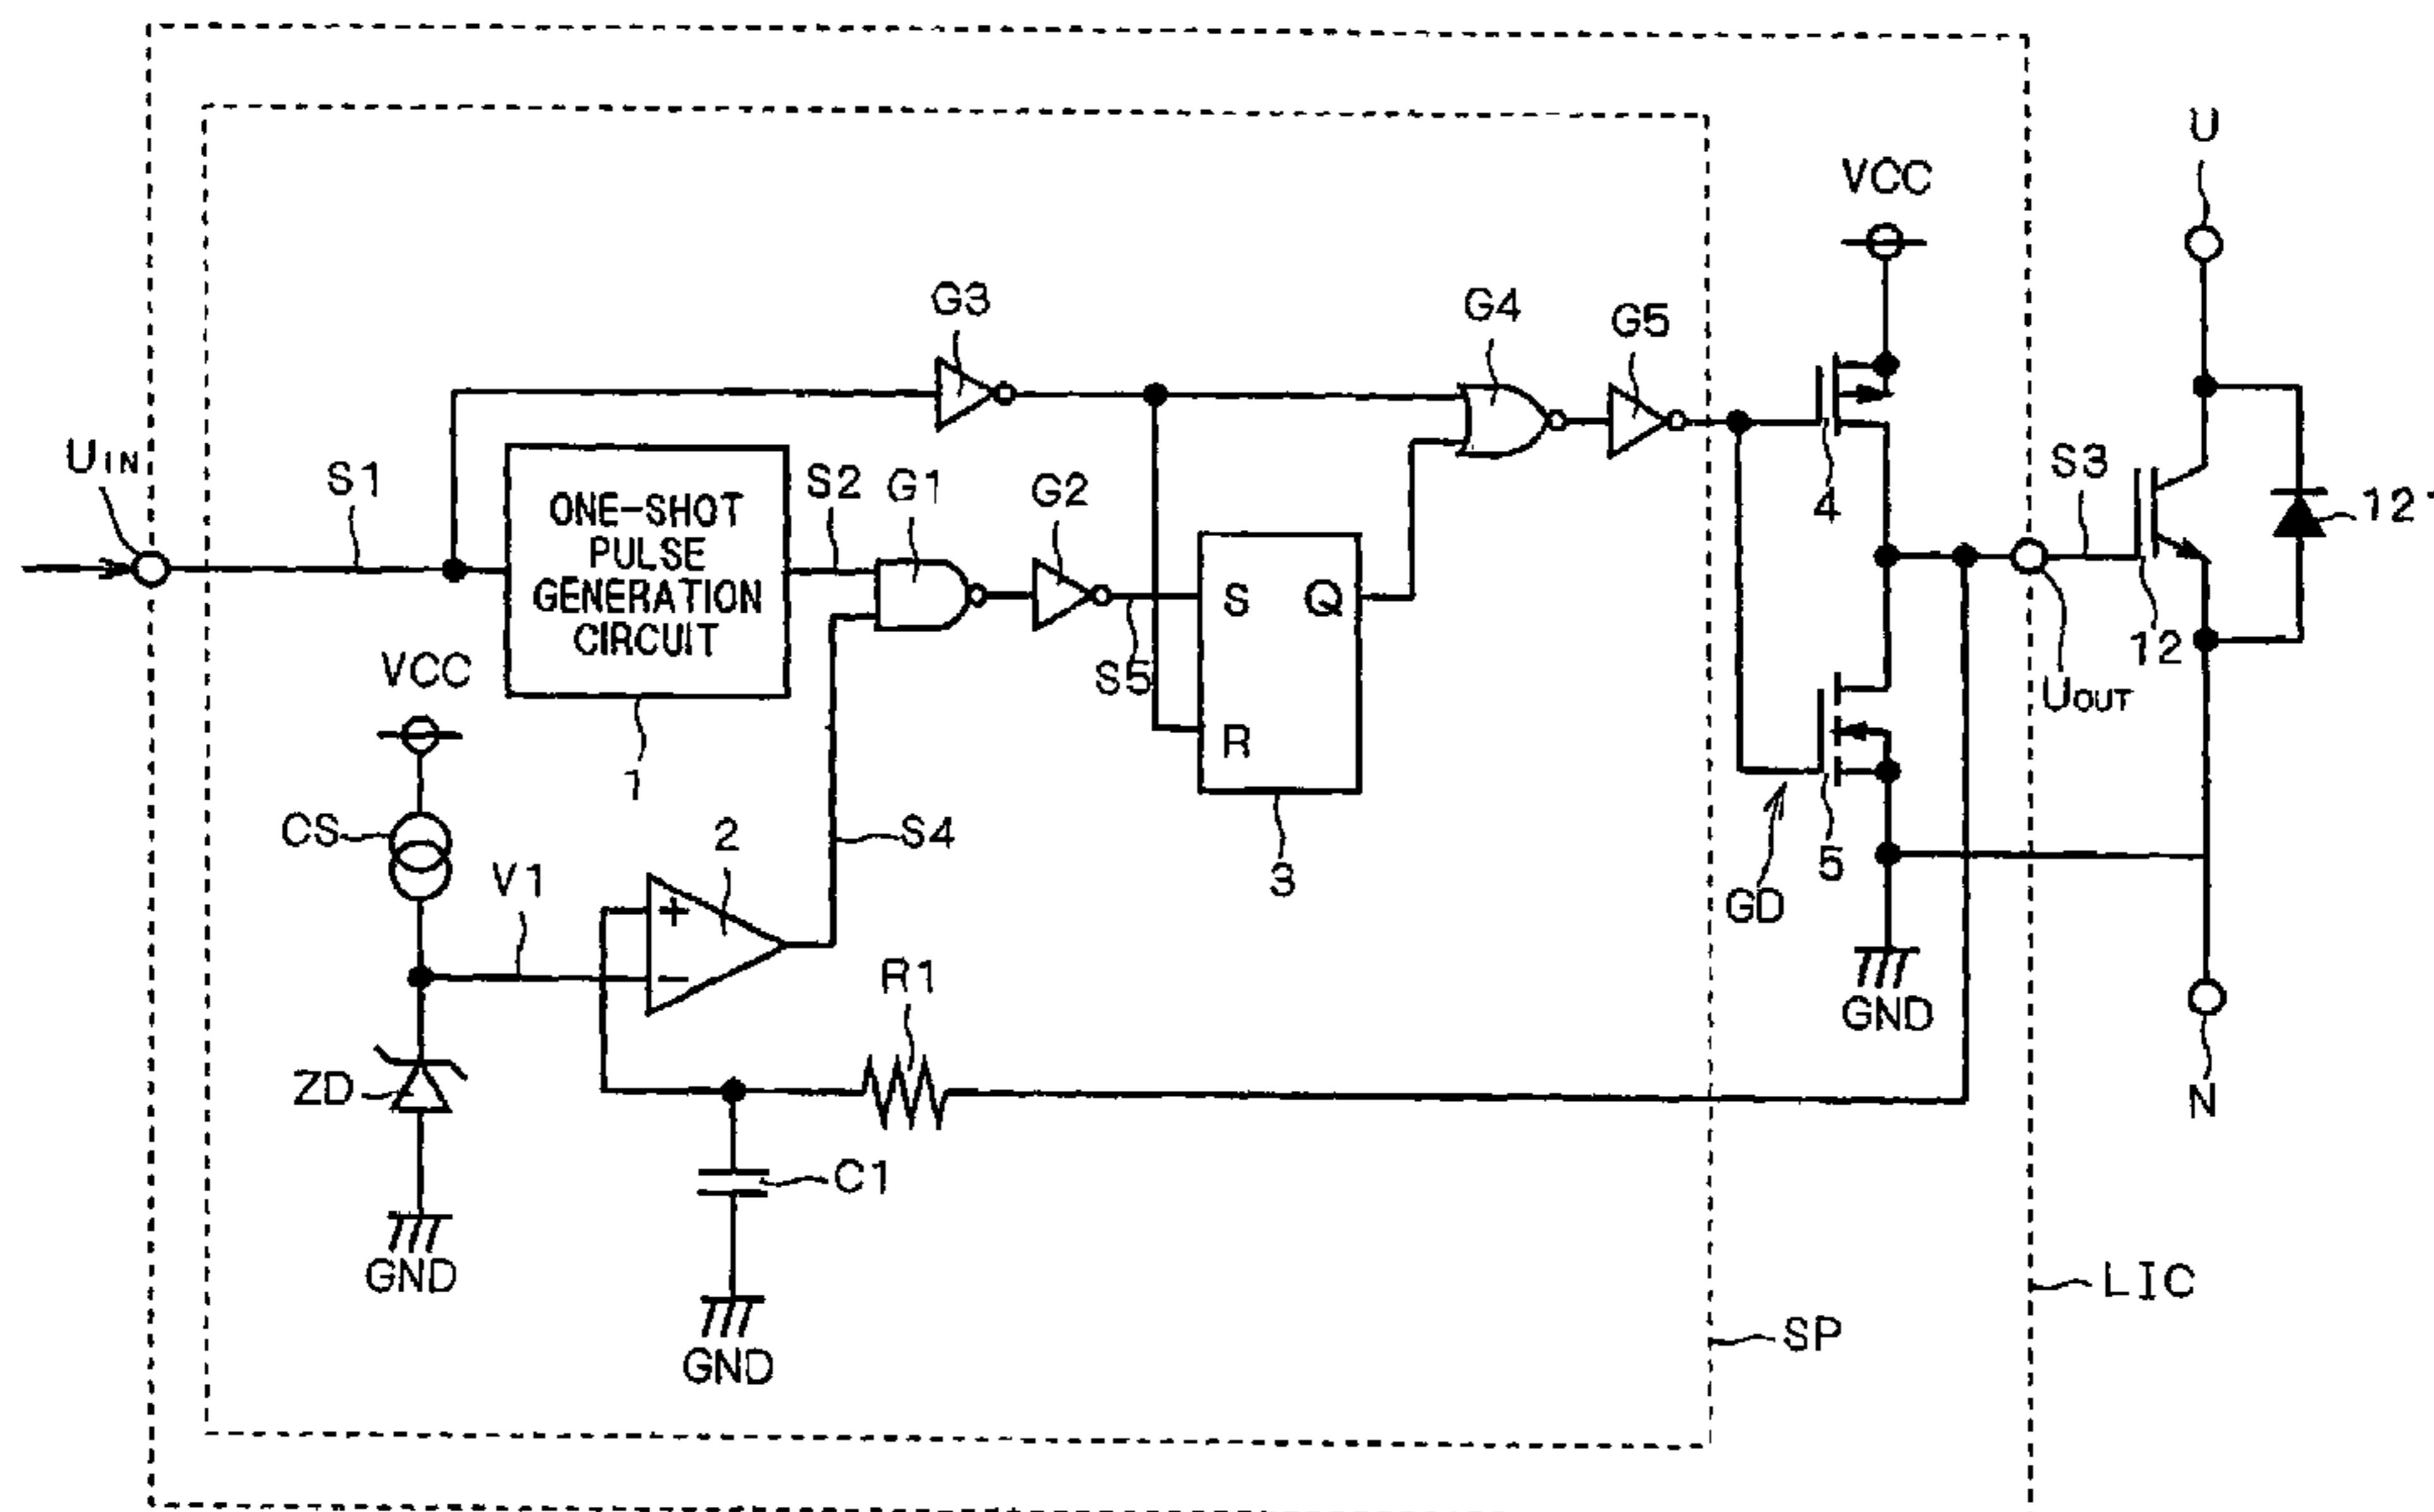 U
VCC
G3
G4
G5
UIN
S1
ONE-SHOT
PULSE
GENERATION
CIRCUIT
S2
G1
G2
S
Q
R
S5
4
S3
12
VCC
1
UOUT
CS
V1
2
S4
3
GD
5
+
−
R1
GND
N
ZD
C1
GND
GND
LIC
SP